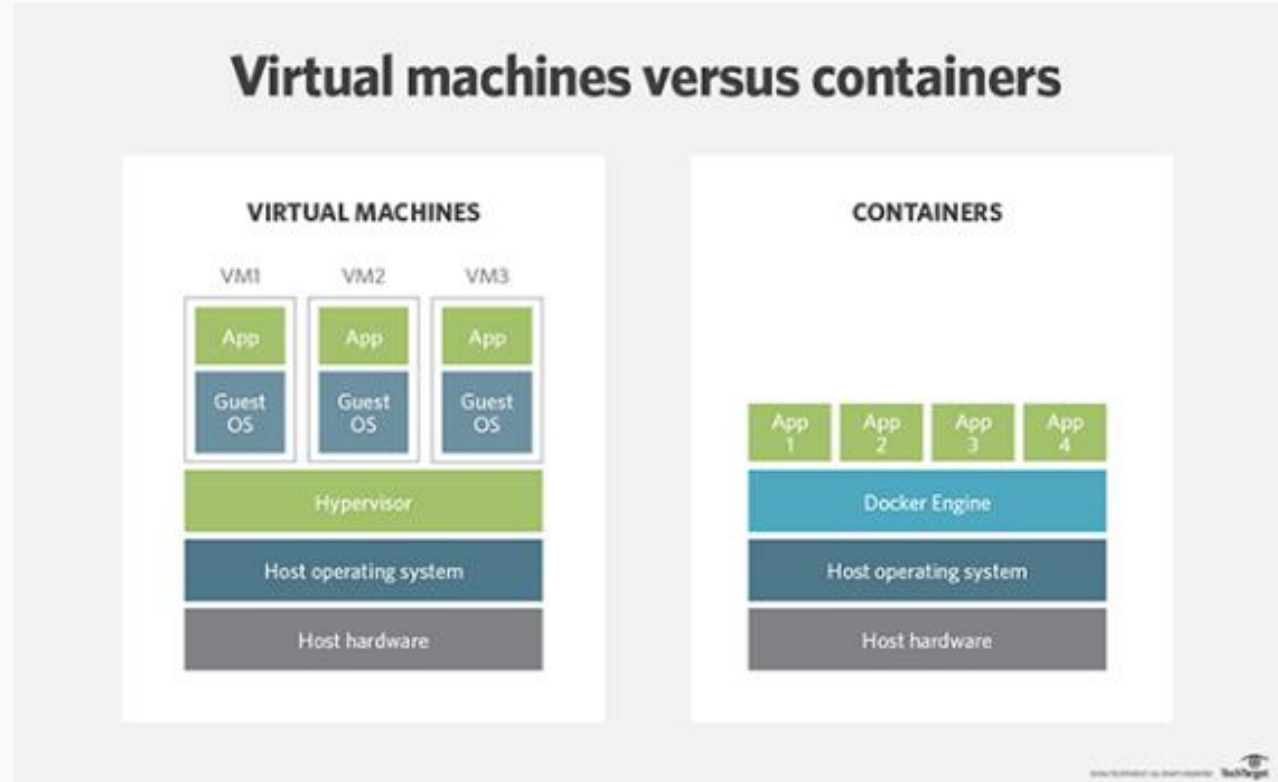 Virtual machines versus containers
VIRTUAL MACHINES
VM1 VM2 VM3
App App App
Guest OS
Guest OS
Guest OS
Hypervisor
Host operating system
Host hardware
CONTAINERS
App 1
App 2
App 3
App 4
Docker Engine
Host operating system
Host hardware
TechTarget